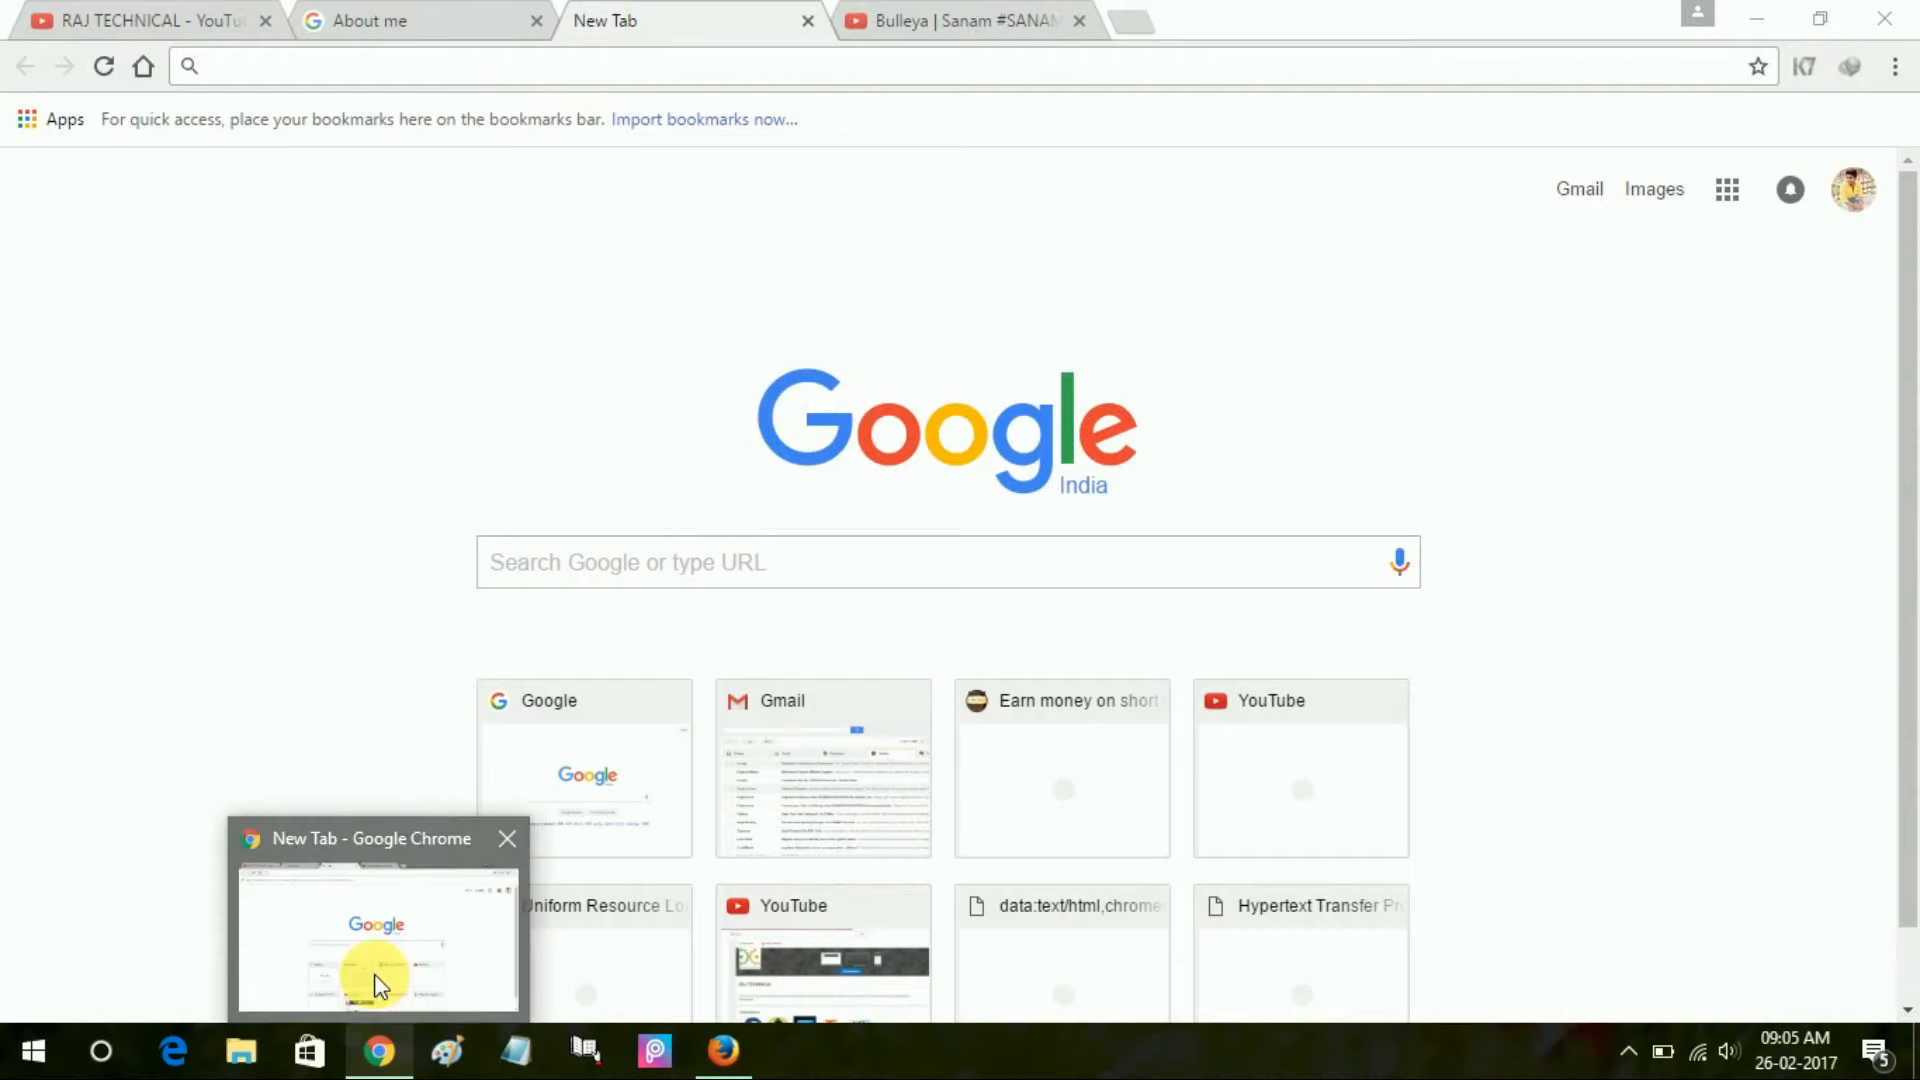 RAJ TECHNICAL - YouTu
About me
New Tab
Bulleya | Sanam #SANAM
K7
Apps
For quick access, place your bookmarks here on the bookmarks bar. Import bookmarks now...
Gmail
Images
Google
India
Search Google or type URL
Google
Gmail
Earn money on short
YouTube
Google
New Tab - Google Chrome
Google
Uniform Resource Lo
YouTube
data:text/html,chrome
Hypertext Transfer Pr
09:05 AM
26-02-2017
5